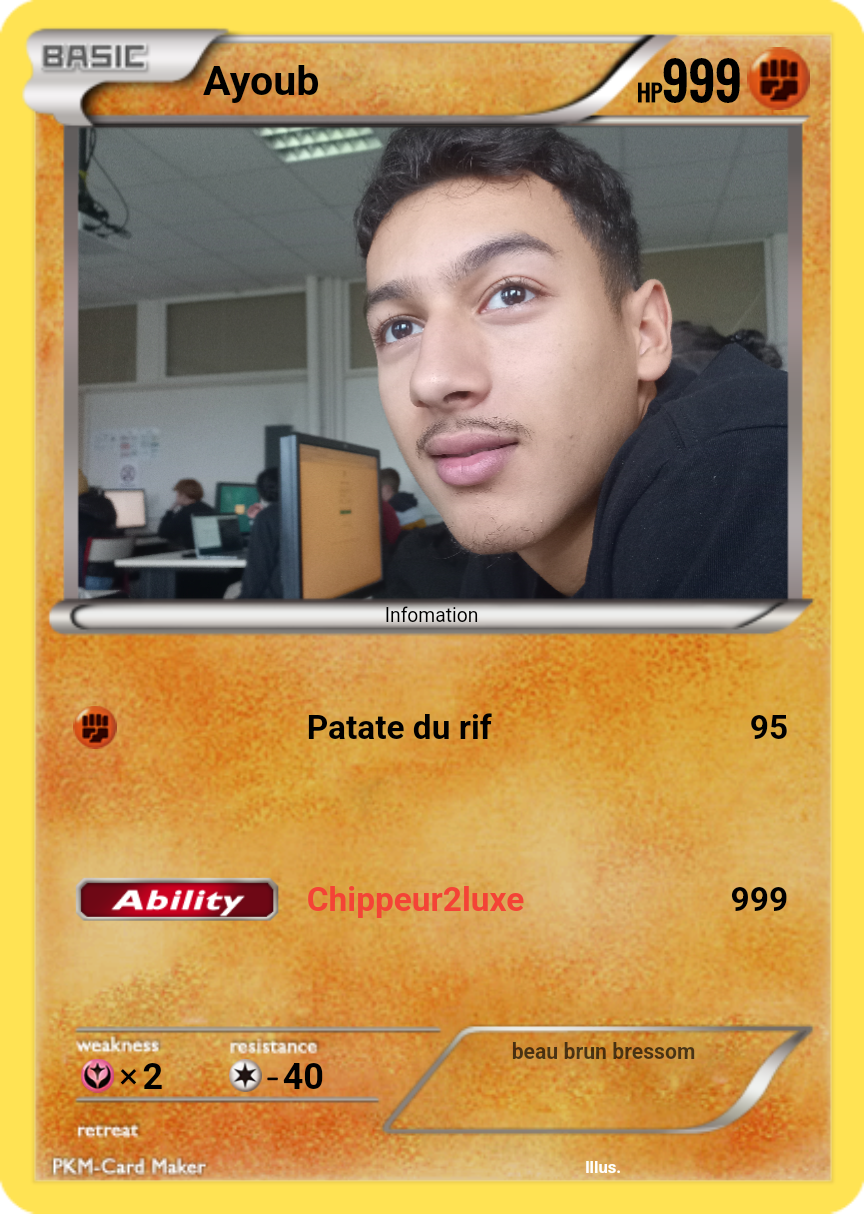 BASIC
Ayoub
HP999
Infomation
Patate du rif 95
Ability Chippeur2luxe 999
weakness resistance
×2 -40
beau brun bressom
retreat
PKM-Card Maker Illus.